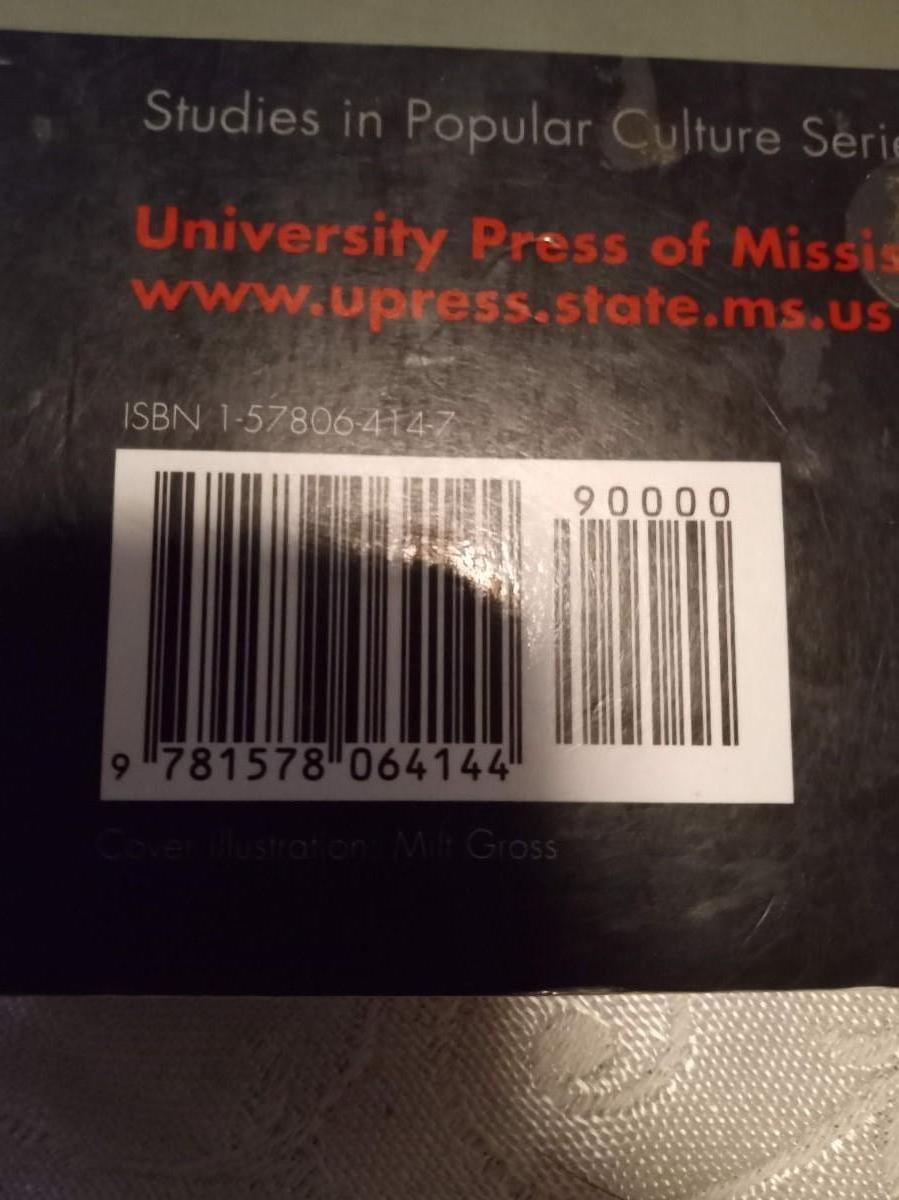 Studies in Popular Culture Serie
University Press of Missis
www.upress.state.ms.us
ISBN 1-57806-414-7
90000
9 781578 064144
Cover illustration: Milt Gross